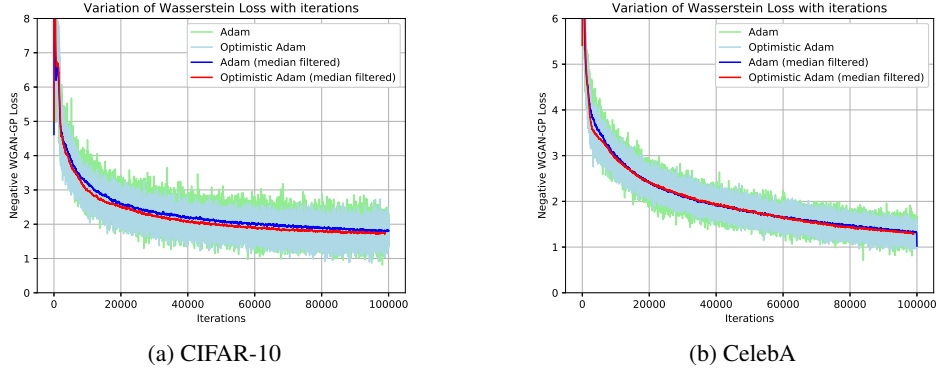 Variation of Wasserstein Loss with iterations
8
7
6
5
4
3
2
1
0
Negative WGAN-GP Loss
Adam
Optimistic Adam
Adam (median filtered)
Optimistic Adam (median filtered)
0 20000 40000 60000 80000 100000
Iterations
(a) CIFAR-10
Variation of Wasserstein Loss with iterations
6
5
4
3
2
1
0
Negative WGAN-GP Loss
Adam
Optimistic Adam
Adam (median filtered)
Optimistic Adam (median filtered)
0 20000 40000 60000 80000 100000
Iterations
(b) CelebA